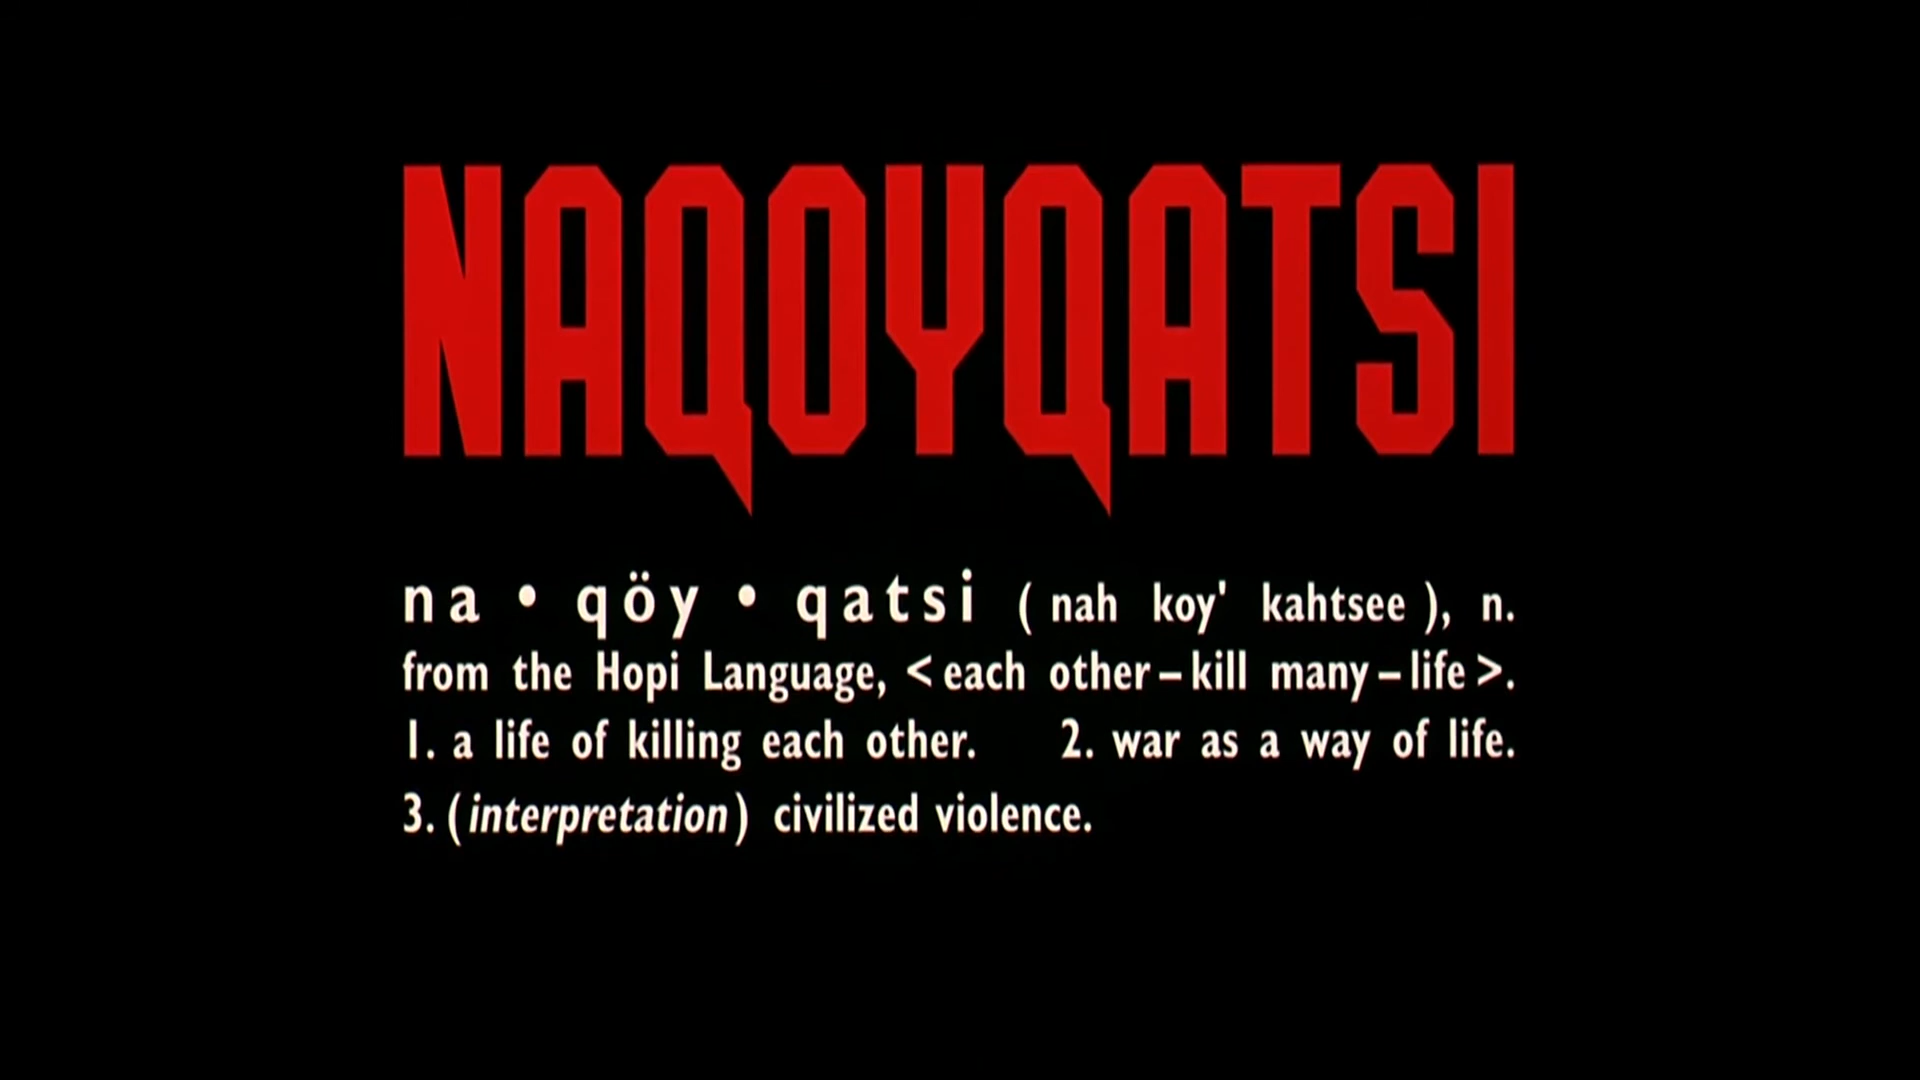 NAQOYQATSI
na • qöy • qatsi ( nah koy' kahtsee ), n.
from the Hopi Language, < each other – kill many – life >.
1. a life of killing each other. 2. war as a way of life.
3. ( interpretation ) civilized violence.